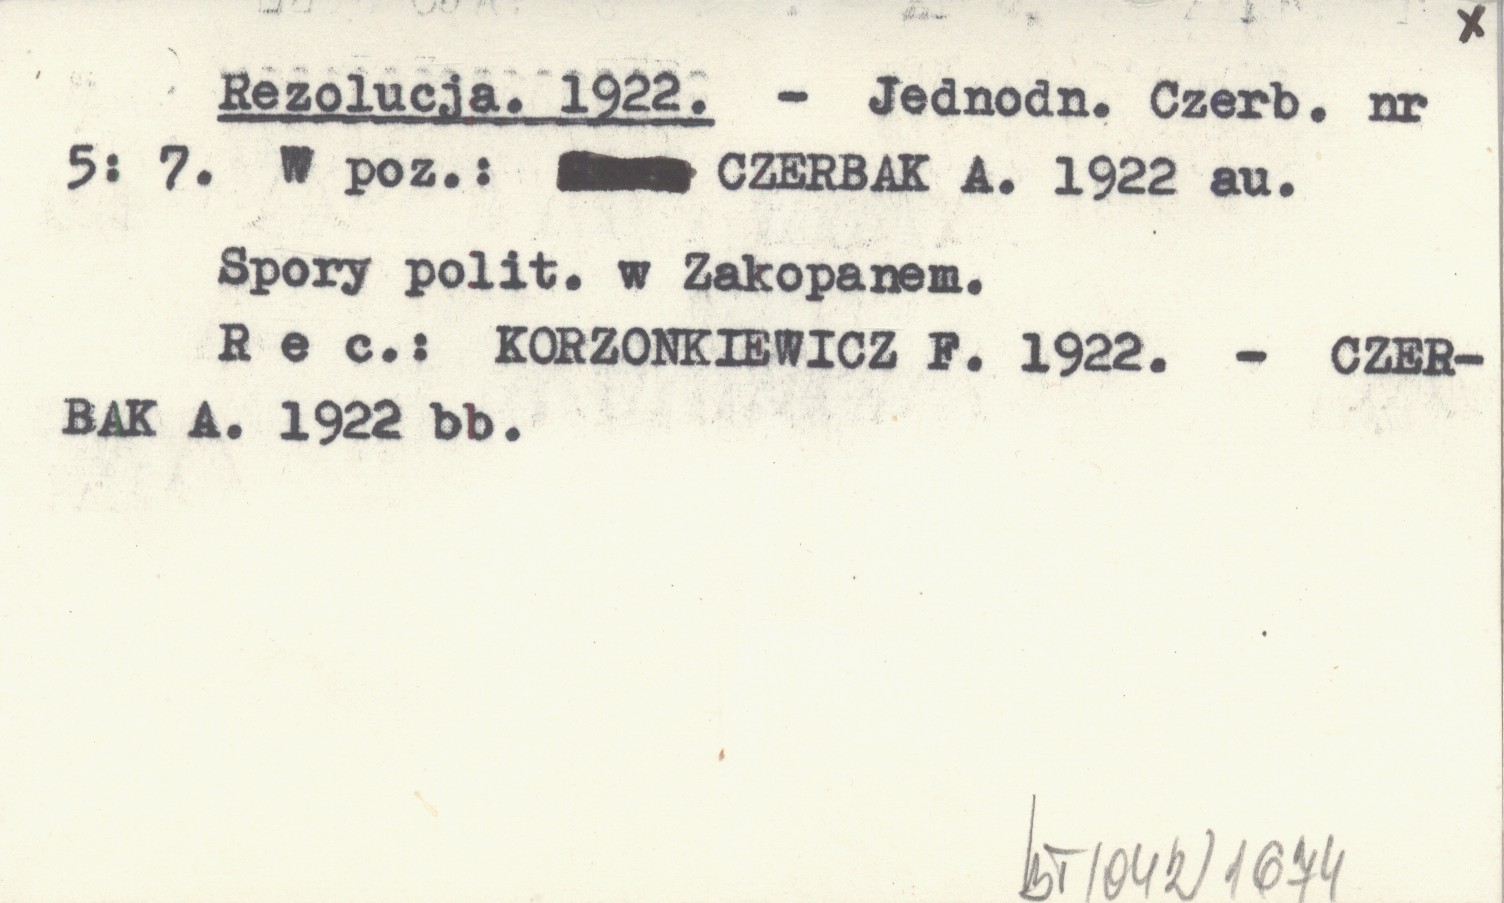 x
Rezolucja. 1922. - Jednodn. Czerb. nr
5: 7. W poz.: CZERBAK A. 1922 au.
Spory polit. w Zakopanem.
R e c.: KORZONKIEWICZ F. 1922. - CZER-
BAK A. 1922 bb.
BT/042/1674